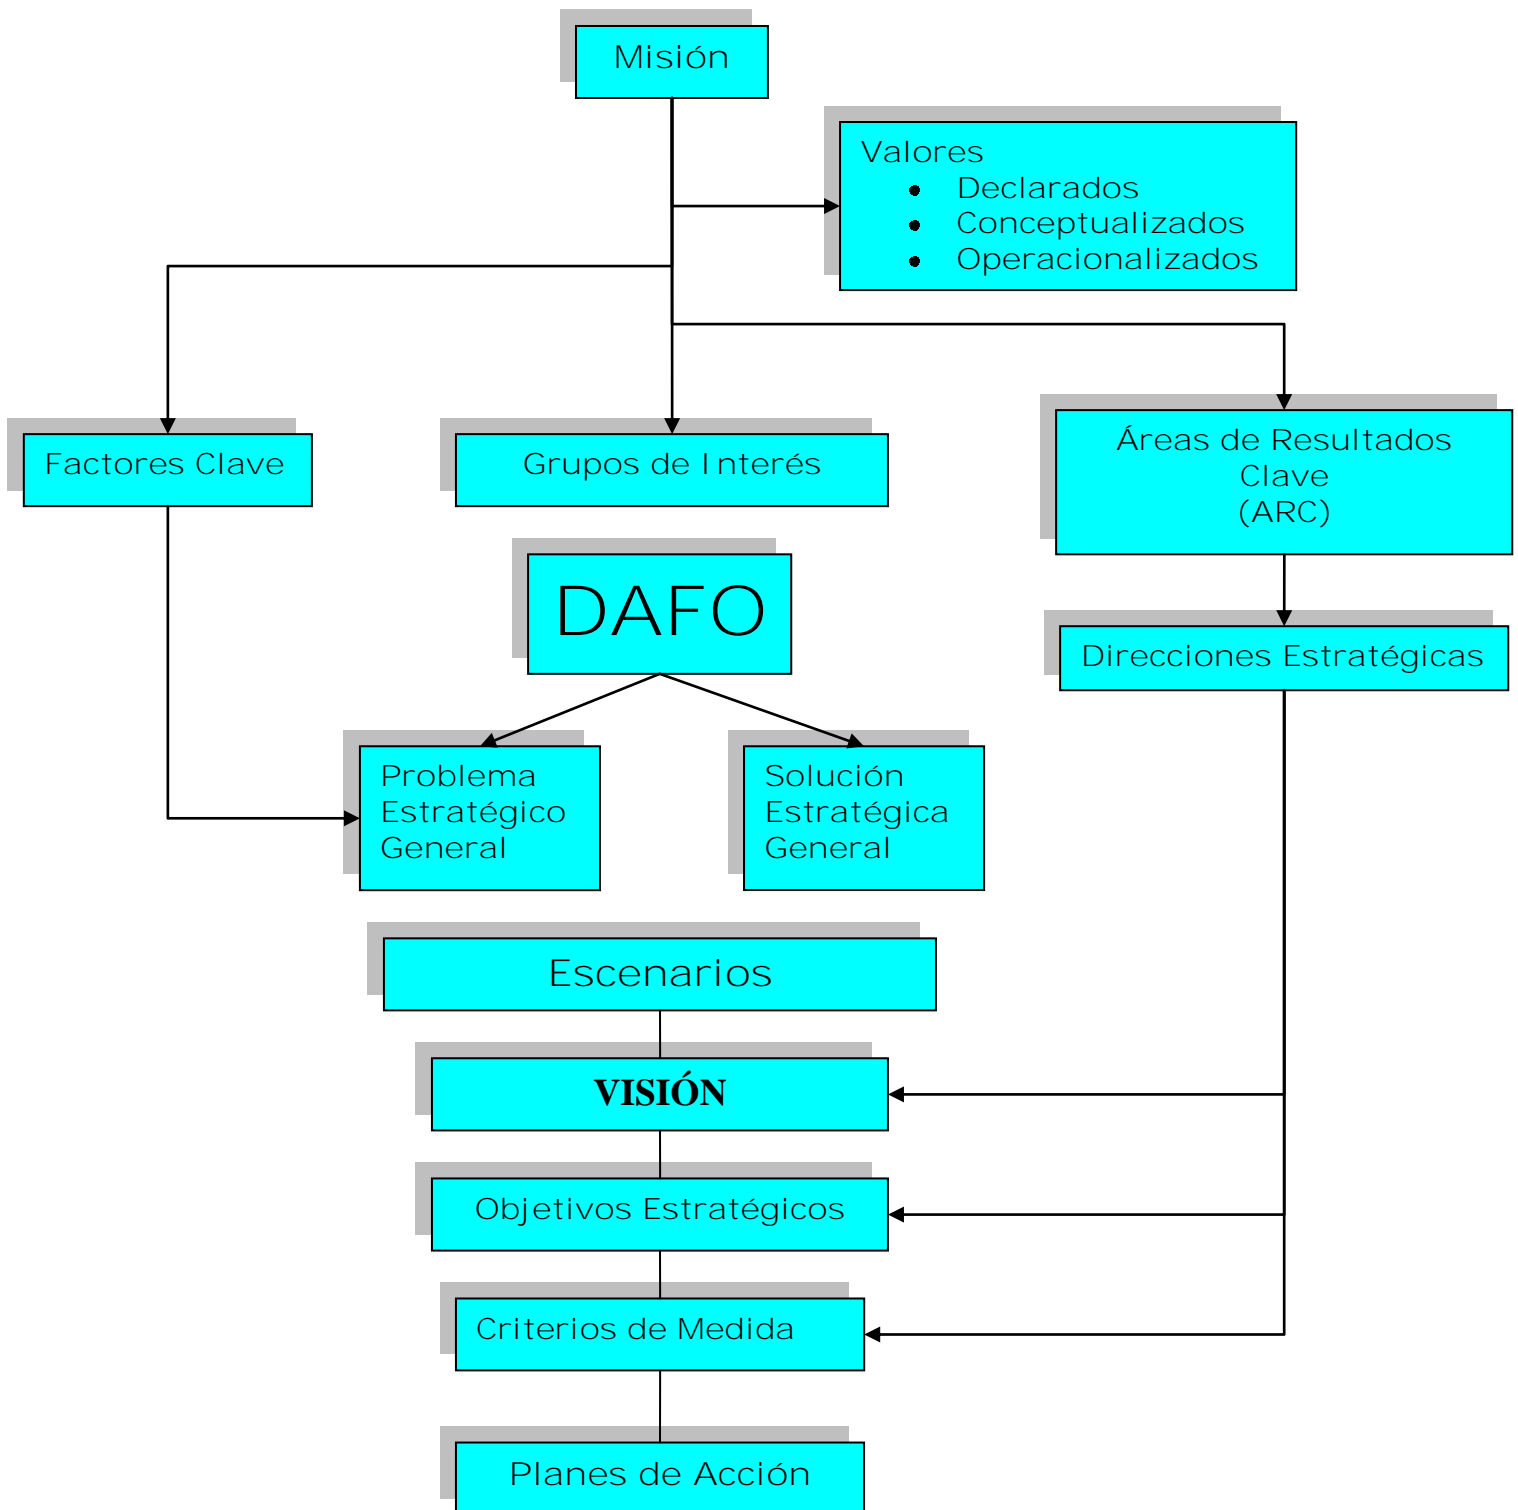 Misión
Valores
• Declarados
• Conceptualizados
• Operacionalizados
Factores Clave
Grupos de Interés
Áreas de Resultados
Clave
(ARC)
DAFO
Direcciones Estratégicas
Problema
Estratégico
General
Solución
Estratégica
General
Escenarios
VISIÓN
Objetivos Estratégicos
Criterios de Medida
Planes de Acción